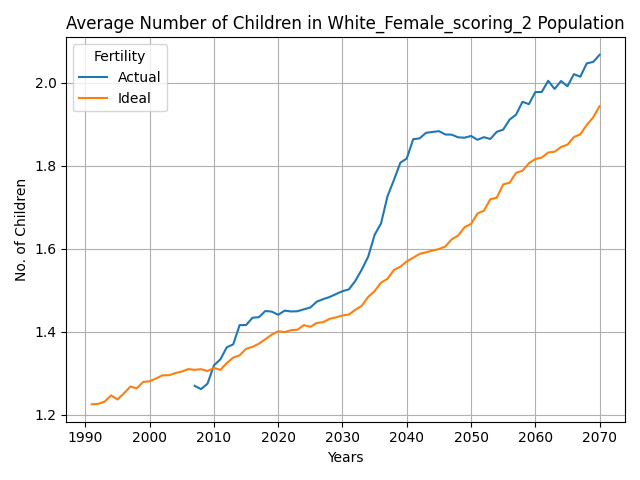 Average Number of Children in White_Female_scoring_2 Population
Fertility
Actual
Ideal
No. of Children
2.0
1.8
1.6
1.4
1.2
1990 2000 2010 2020 2030 2040 2050 2060 2070
Years